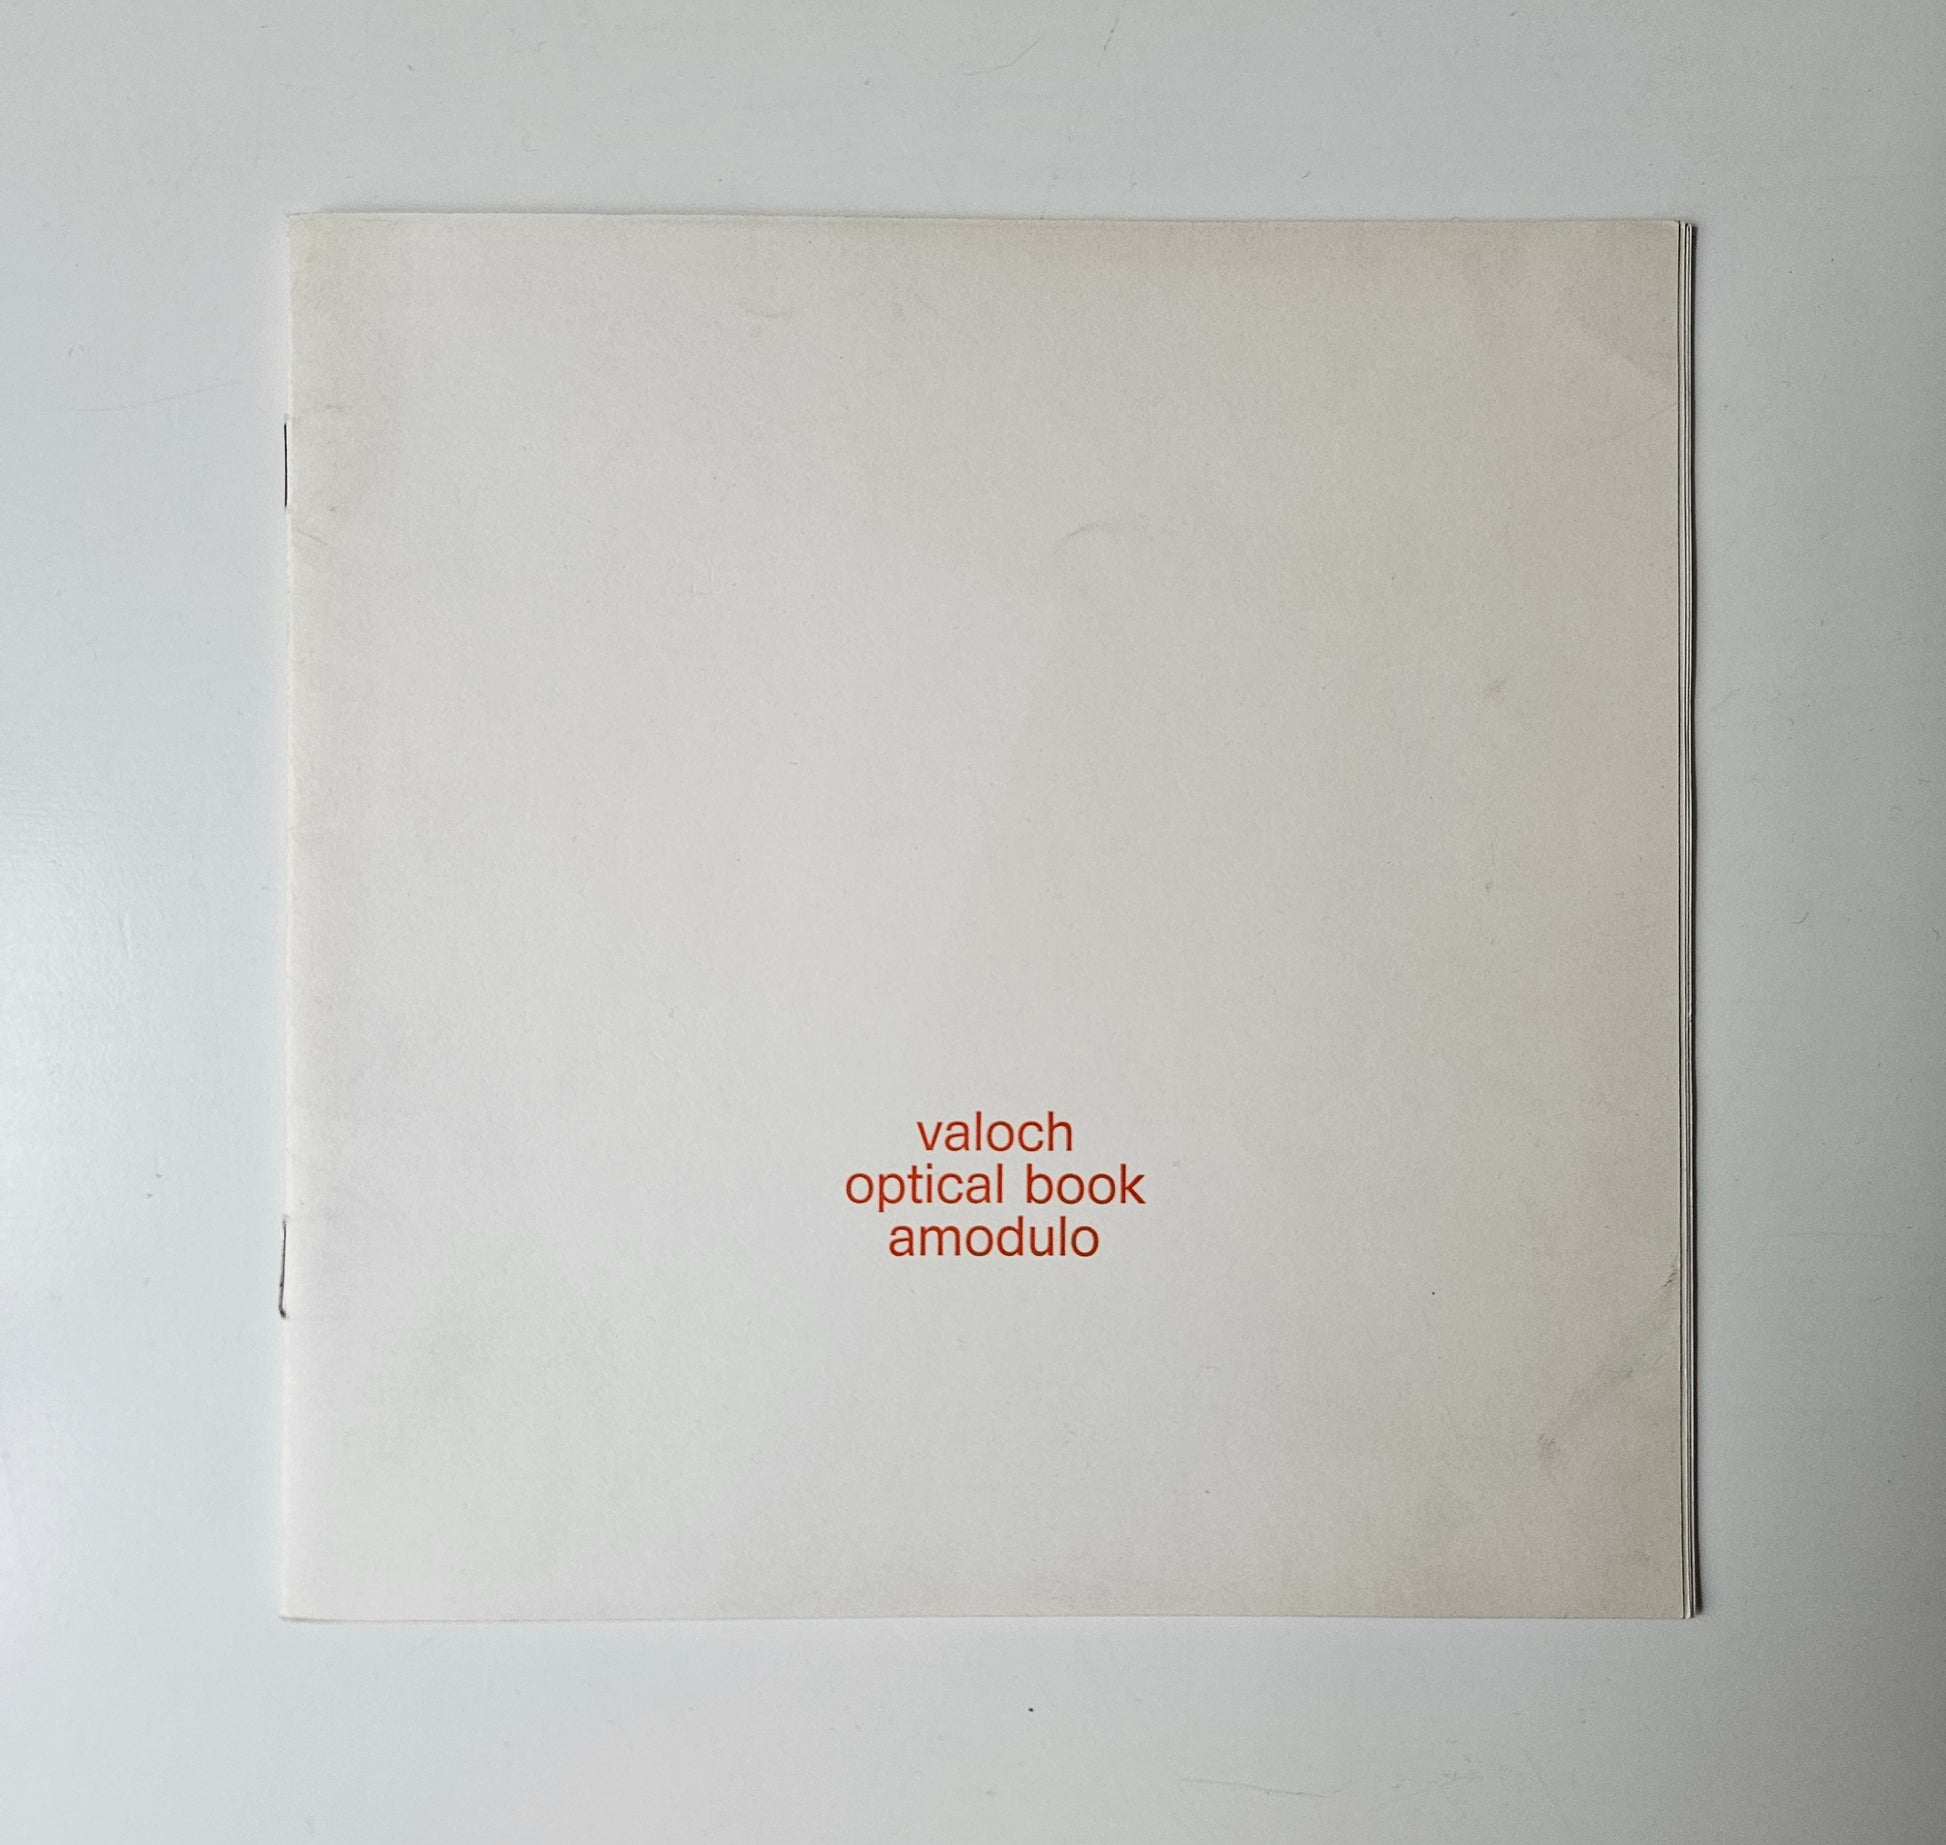 valoch
optical book
amodulo